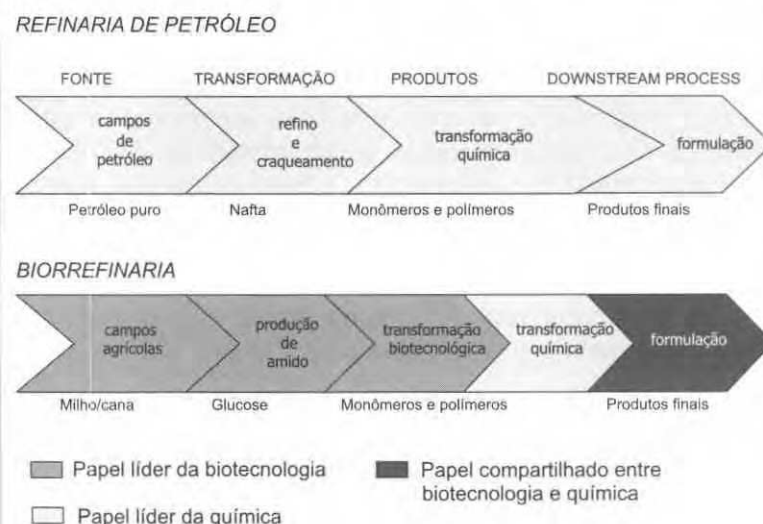 REFINARIA DE PETRÓLEO
FONTE TRANSFORMAÇÃO PRODUTOS DOWNSTREAM PROCESS
campos
de
petróleo
refino
e
craqueamento
transformação
química
formulação
Petróleo puro Nafta Monômeros e polímeros Produtos finais
BIORREFINARIA
campos
agrícolas
produção
de
amido
transformação
biotecnológica
transformação
química
formulação
Milho/cana Glucose Monômeros e polímeros Produtos finais
Papel líder da biotecnologia
Papel compartilhado entre
biotecnologia e química
Papel líder da química